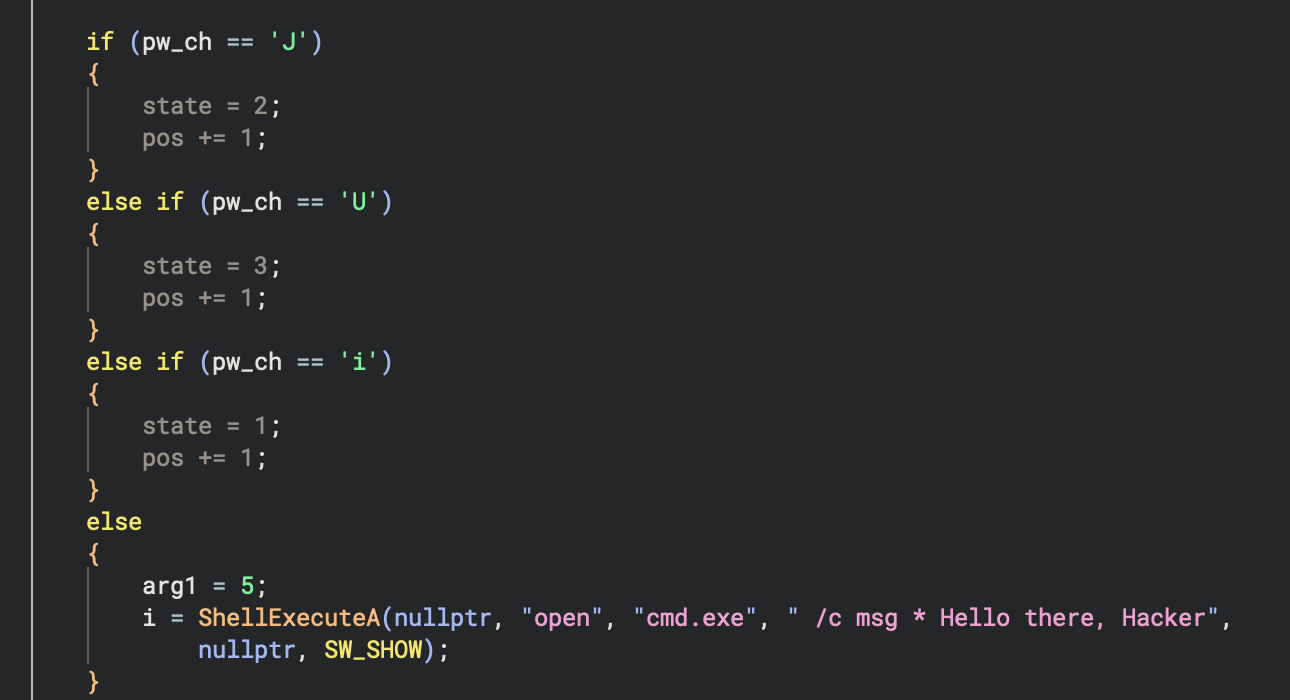 if (pw_ch == 'J')
{
    state = 2;
    pos += 1;
}
else if (pw_ch == 'U')
{
    state = 3;
    pos += 1;
}
else if (pw_ch == 'i')
{
    state = 1;
    pos += 1;
}
else
{
    arg1 = 5;
    i = ShellExecuteA(nullptr, "open", "cmd.exe", " /c msg * Hello there, Hacker",
        nullptr, SW_SHOW);
}